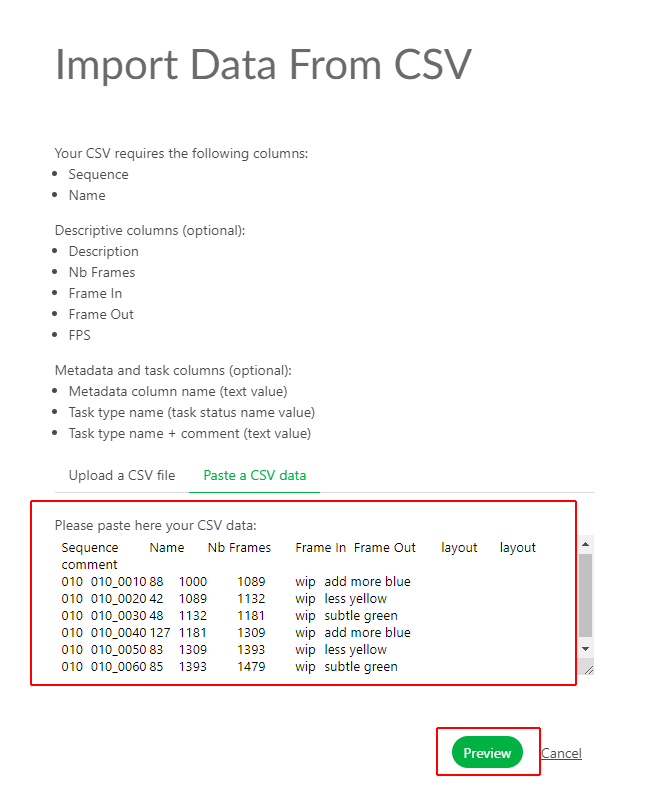 Import Data From CSV
Your CSV requires the following columns:
Sequence
Name
Descriptive columns (optional):
Description
Nb Frames
Frame In
Frame Out
FPS
Metadata and task columns (optional):
Metadata column name (text value)
Task type name (task status name value)
Task type name + comment (text value)
Upload a CSV file Paste a CSV data
Please paste here your CSV data:
Sequence Name Nb Frames Frame In Frame Out layout layout
comment
010 010_0010 88 1000 1089 wip add more blue
010 010_0020 42 1089 1132 wip less yellow
010 010_0030 48 1132 1181 wip subtle green
010 010_0040 127 1181 1309 wip add more blue
010 010_0050 83 1309 1393 wip less yellow
010 010_0060 85 1393 1479 wip subtle green
Preview Cancel